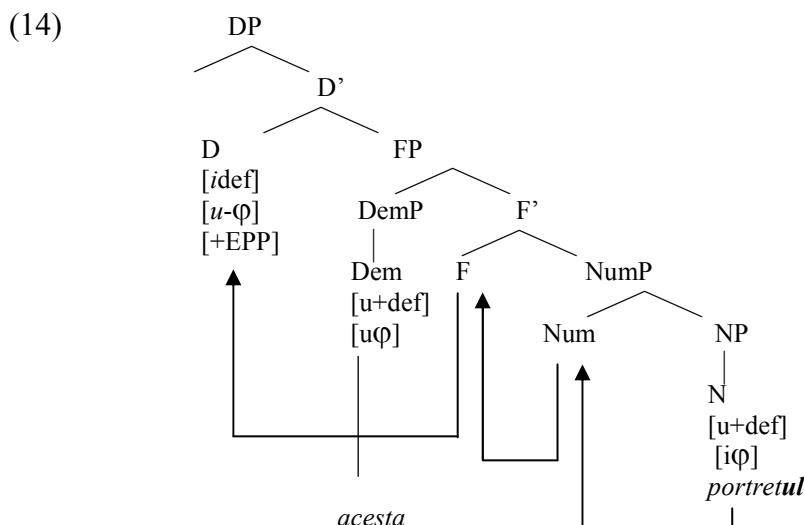 (14) DP
D’
D FP
[idef]
[u-φ] DemP F’
[+EPP]
Dem F NumP
[u+def]
[uφ] Num NP
N
[u+def]
[iφ]
portretul
acesta